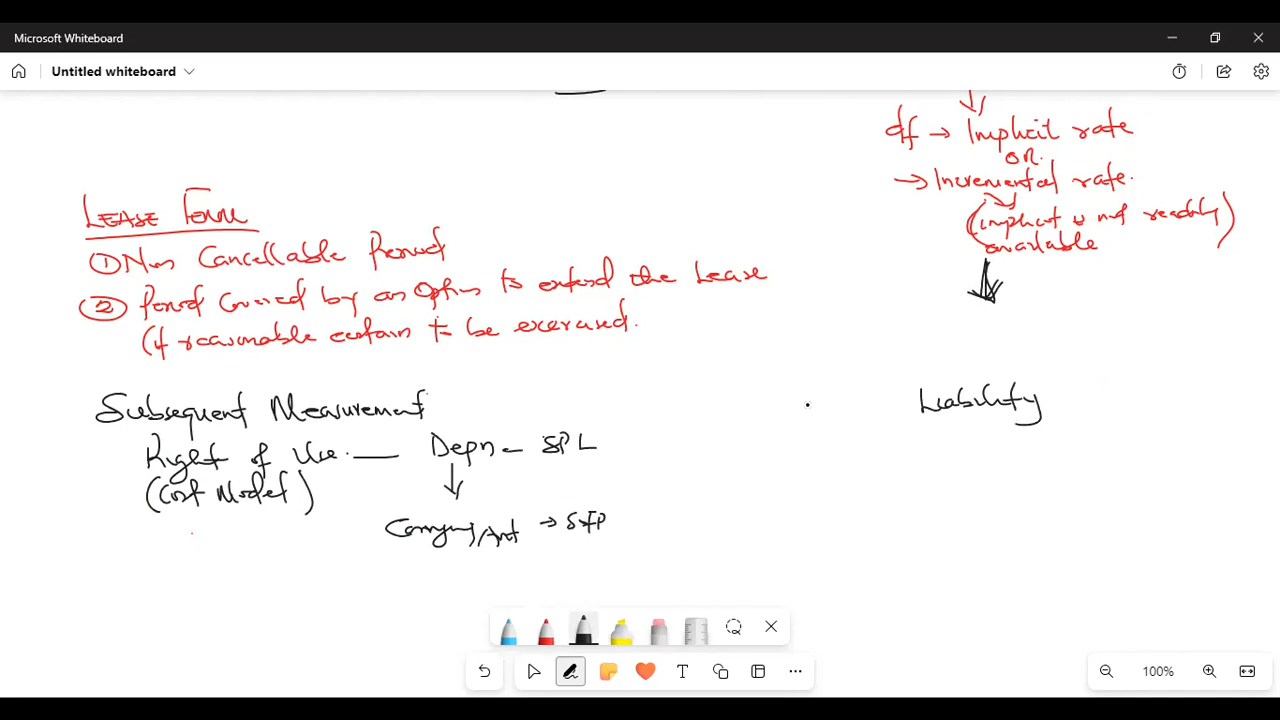 Microsoft Whiteboard
Untitled whiteboard
df → Implicit rate
OR.
→ Incremental rate.
(implicit is not readily
available)
LEASE TERM
① Non Cancellable Period
② Period Covered by an Option to extend the Lease
(if reasonable certain to be exercised.
Subsequent Measurement
Right of Use. — Depn – SPL
(Cost Model)
↓
Carrying Amt → SFP
Liability
100%